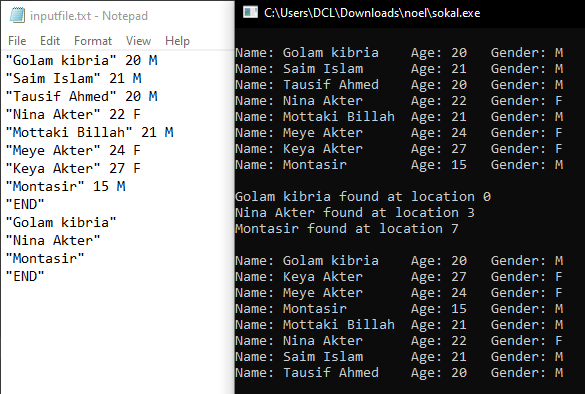 inputfile.txt - Notepad
File Edit Format View Help
"Golam kibria" 20 M
"Saim Islam" 21 M
"Tausif Ahmed" 20 M
"Nina Akter" 22 F
"Mottaki Billah" 21 M
"Meye Akter" 24 F
"Keya Akter" 27 F
"Montasir" 15 M
"END"
"Golam kibria"
"Nina Akter"
"Montasir"
"END"
C:\Users\DCL\Downloads\noel\sokal.exe
Name: Golam kibria    Age: 20   Gender: M
Name: Saim Islam      Age: 21   Gender: M
Name: Tausif Ahmed    Age: 20   Gender: M
Name: Nina Akter      Age: 22   Gender: F
Name: Mottaki Billah  Age: 21   Gender: M
Name: Meye Akter      Age: 24   Gender: F
Name: Keya Akter      Age: 27   Gender: F
Name: Montasir        Age: 15   Gender: M
Golam kibria found at location 0
Nina Akter found at location 3
Montasir found at location 7
Name: Golam kibria    Age: 20   Gender: M
Name: Keya Akter      Age: 27   Gender: F
Name: Meye Akter      Age: 24   Gender: F
Name: Montasir        Age: 15   Gender: M
Name: Mottaki Billah  Age: 21   Gender: M
Name: Nina Akter      Age: 22   Gender: F
Name: Saim Islam      Age: 21   Gender: M
Name: Tausif Ahmed    Age: 20   Gender: M